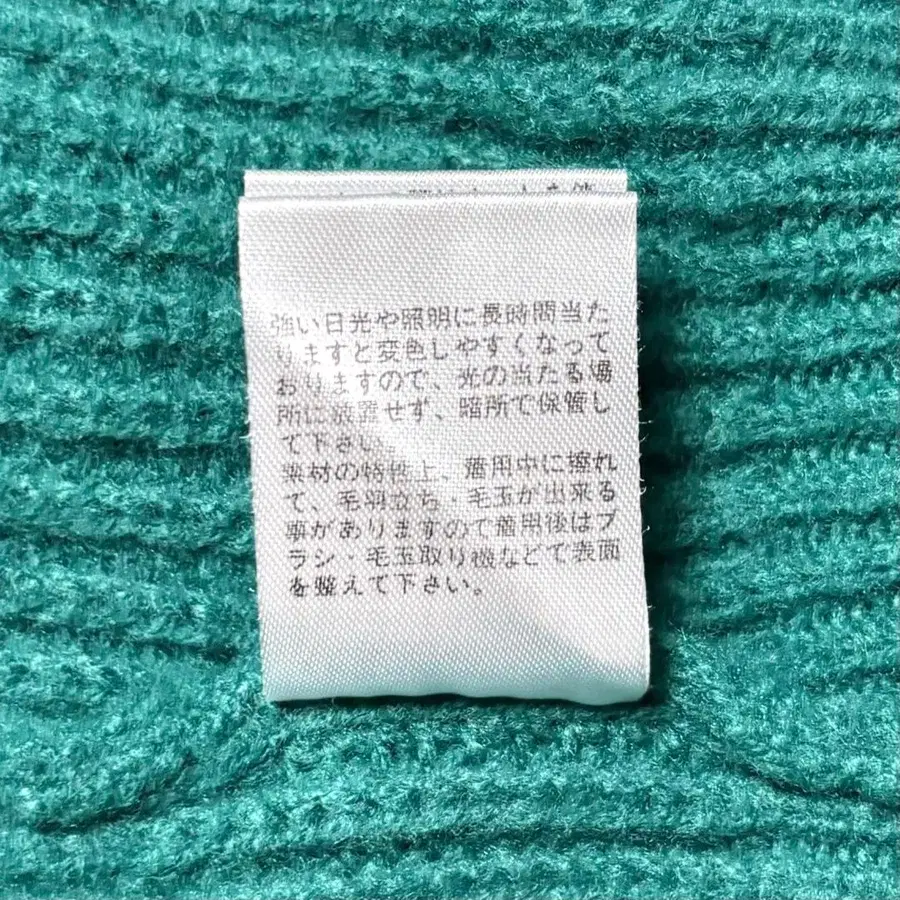 強い日光や照明に長時間当た
りますと変色しやすくなって
おりますので、光の当たる場
所に放置せず、暗所で保管し
て下さい。
素材の特性上、着用中に擦れ
て、毛羽立ち・毛玉が出来る
事がありますので着用後はブ
ラシ・毛玉取り機などで表面
を整えて下さい。